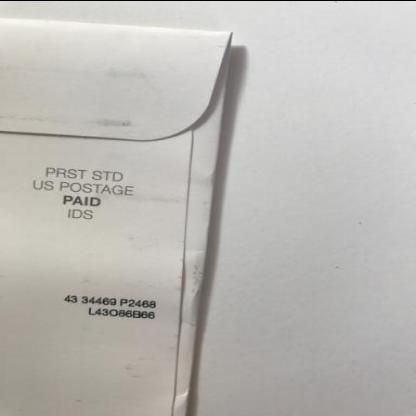 PRST STD
US POSTAGE
PAID
IDS
43 34469 P2468
L43O86B66